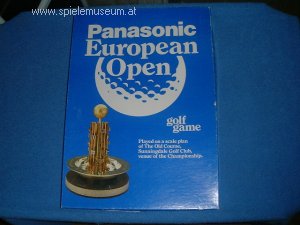 www.spielemuseum.at
Panasonic
European
Open
golf
game
Played on a scale plan
of The Old Course,
Sunningdale Golf Club,
venue of the Championship.